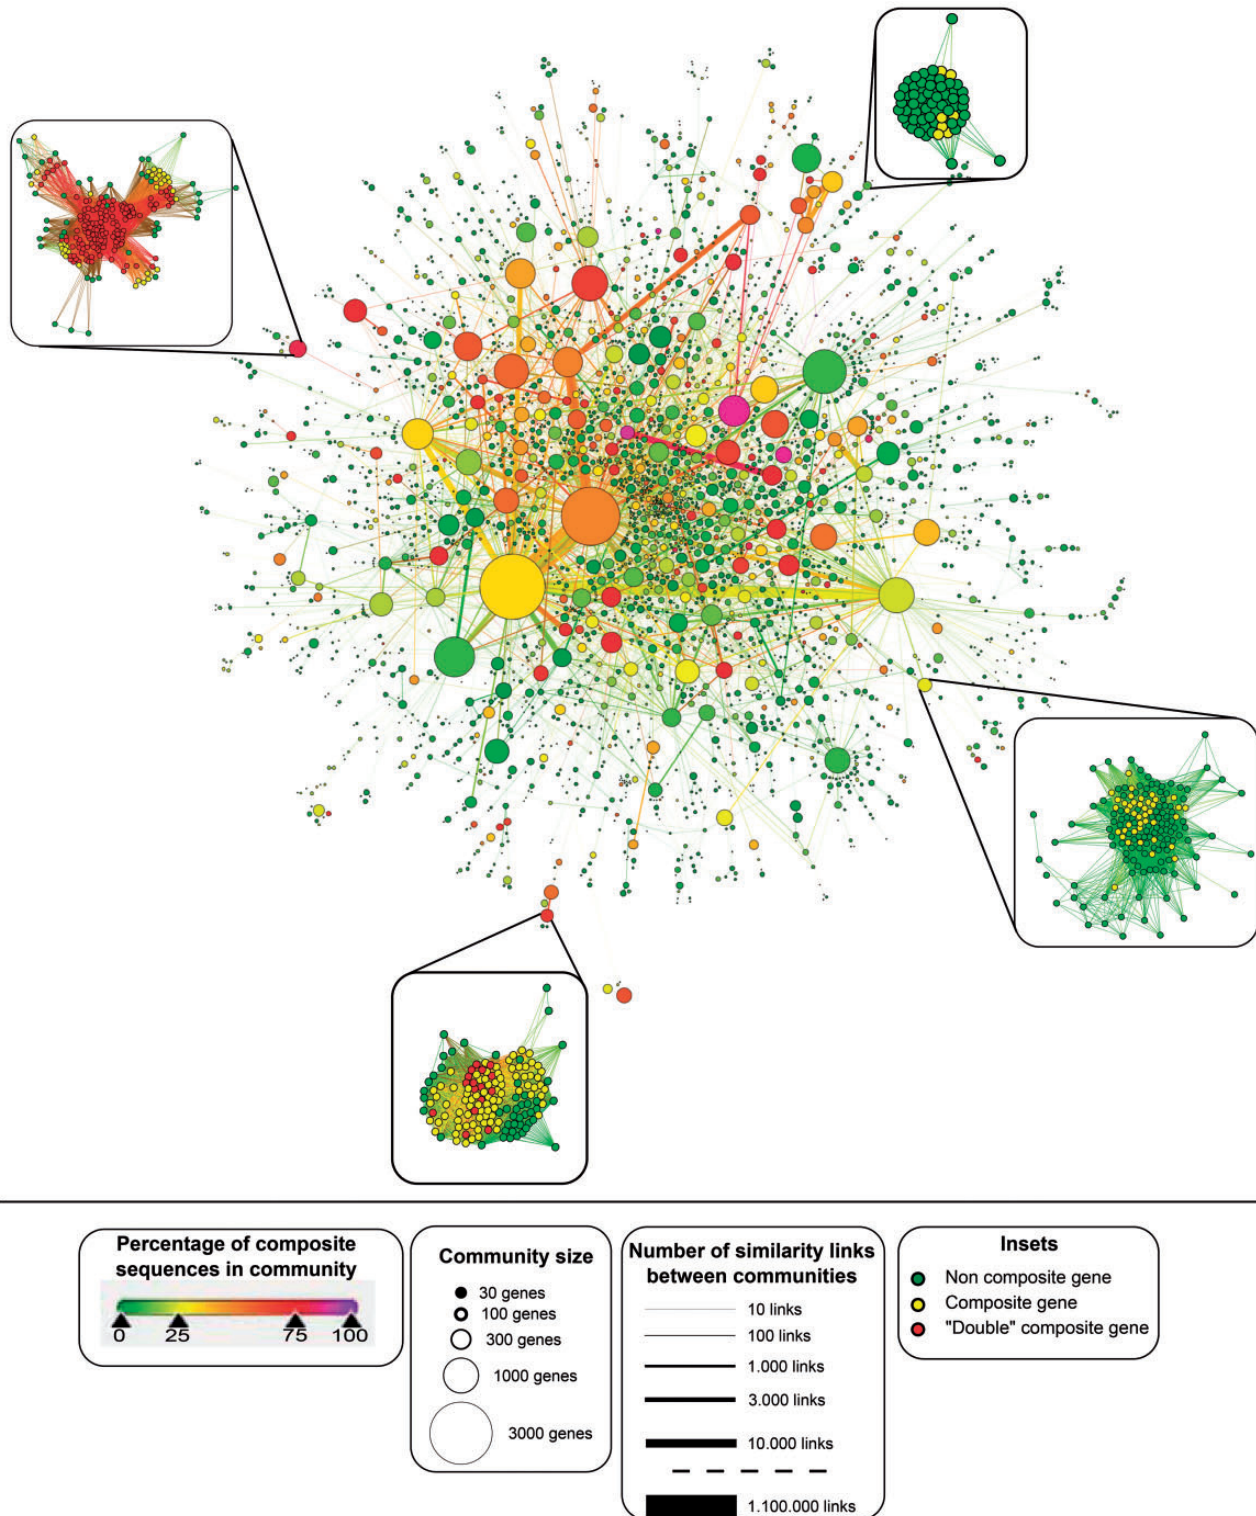 Percentage of composite
sequences in community
0 25 75 100
Community size
30 genes
100 genes
300 genes
1000 genes
3000 genes
Number of similarity links
between communities
10 links
100 links
1.000 links
3.000 links
10.000 links
1.100.000 links
Insets
Non composite gene
Composite gene
"Double" composite gene